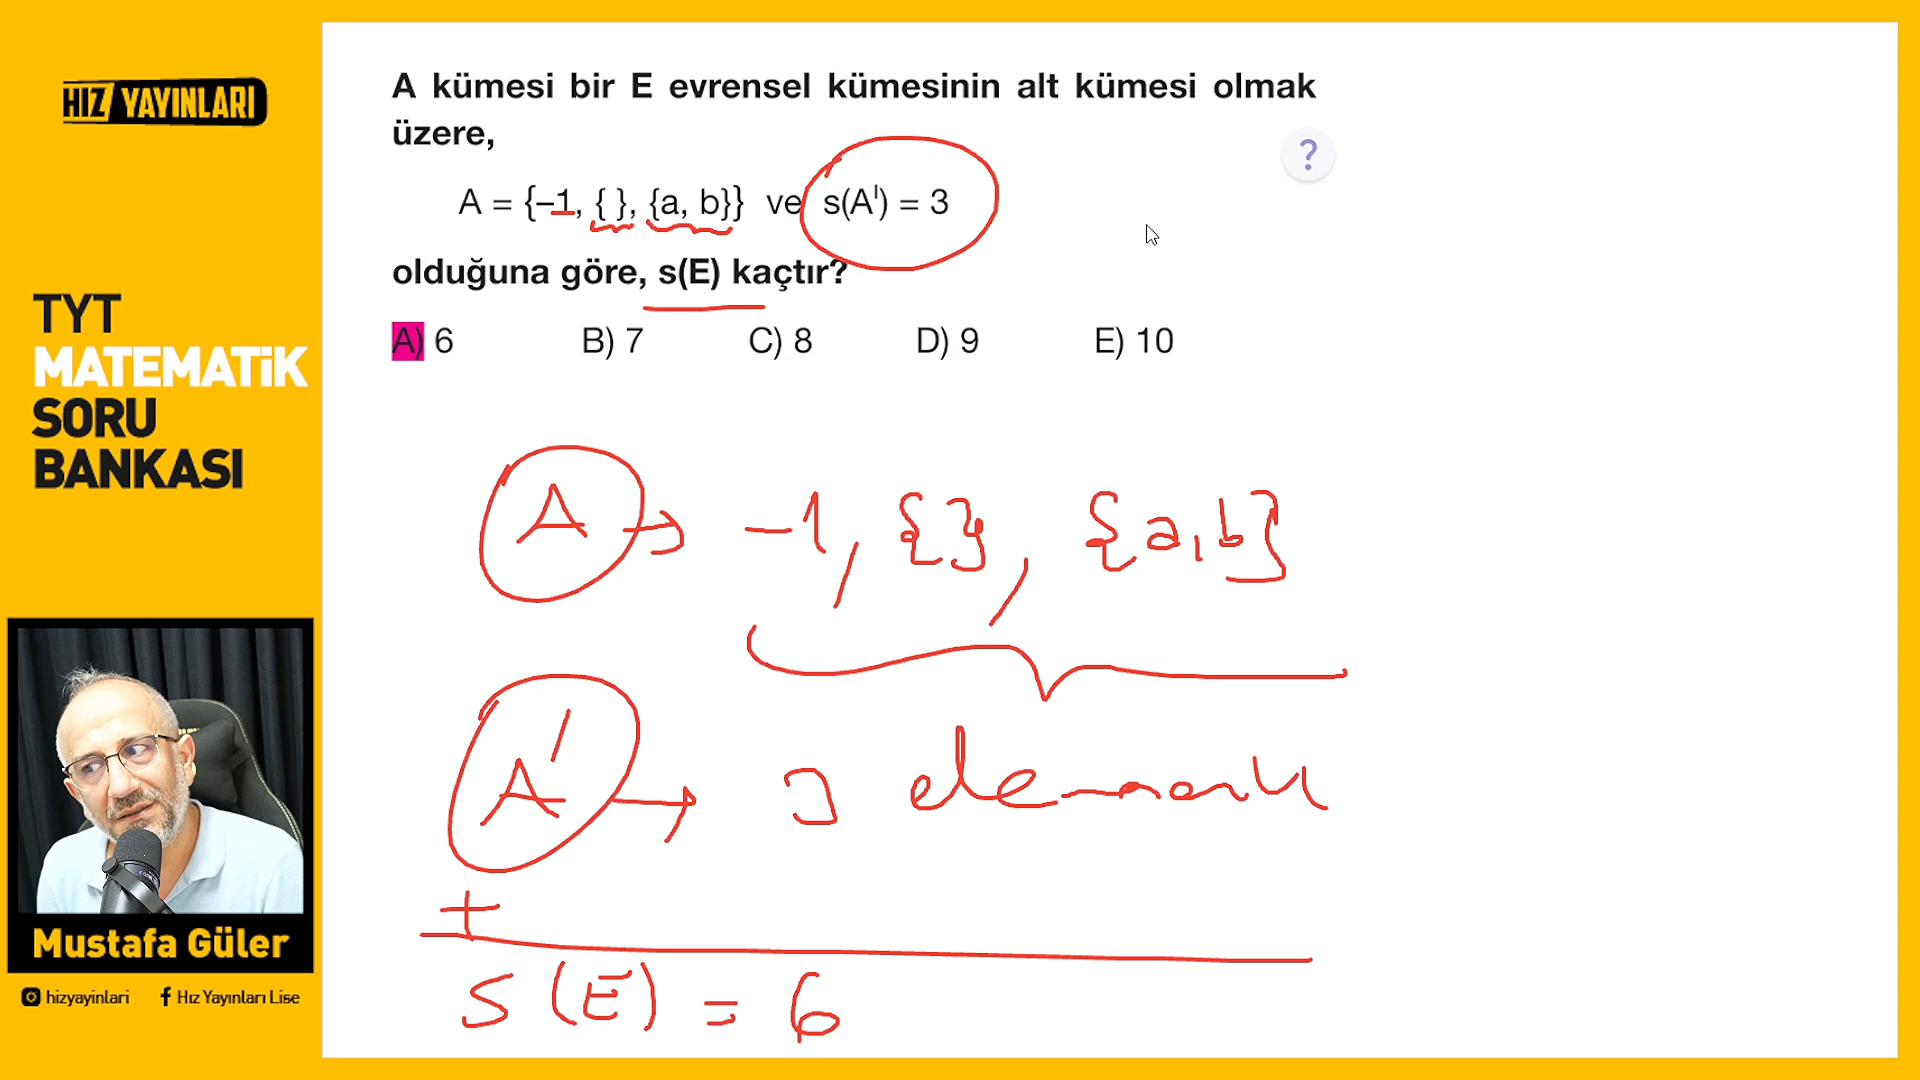 HIZ YAYINLARI
TYT
MATEMATİK
SORU
BANKASI
Mustafa Güler
hizyayinlari
Hız Yayınları Lise
A kümesi bir E evrensel kümesinin alt kümesi olmak
üzere,
A = {–1, { }, {a, b}} ve s(A') = 3
olduğuna göre, s(E) kaçtır?
A) 6 B) 7 C) 8 D) 9 E) 10
?
A → -1, {}, {a,b}
A' → 3 elemanlı
+
s(E) = 6